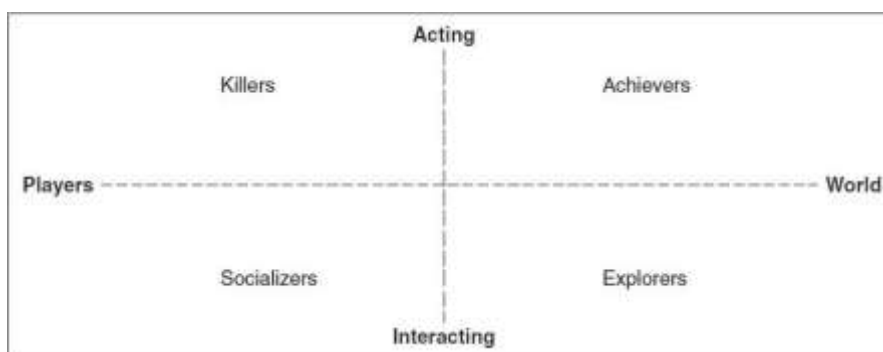 Acting
Killers Achievers
Players World
Socializers Explorers
Interacting